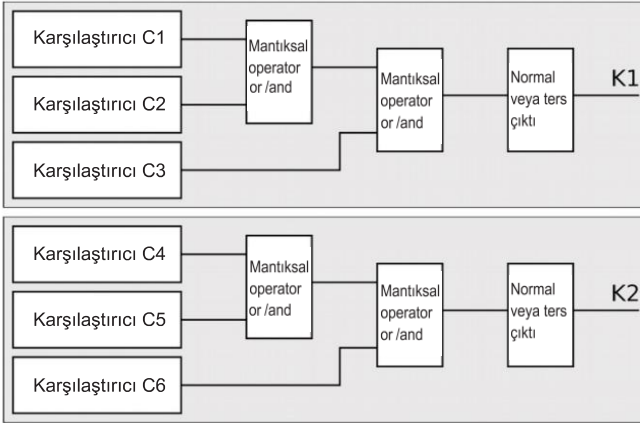 Karşılaştırıcı C1
Karşılaştırıcı C2
Karşılaştırıcı C3
Mantıksal
operator
or /and
Mantıksal
operator
or /and
Normal
veya ters
çıktı
K1
Karşılaştırıcı C4
Karşılaştırıcı C5
Karşılaştırıcı C6
Mantıksal
operator
or /and
Mantıksal
operator
or /and
Normal
veya ters
çıktı
K2